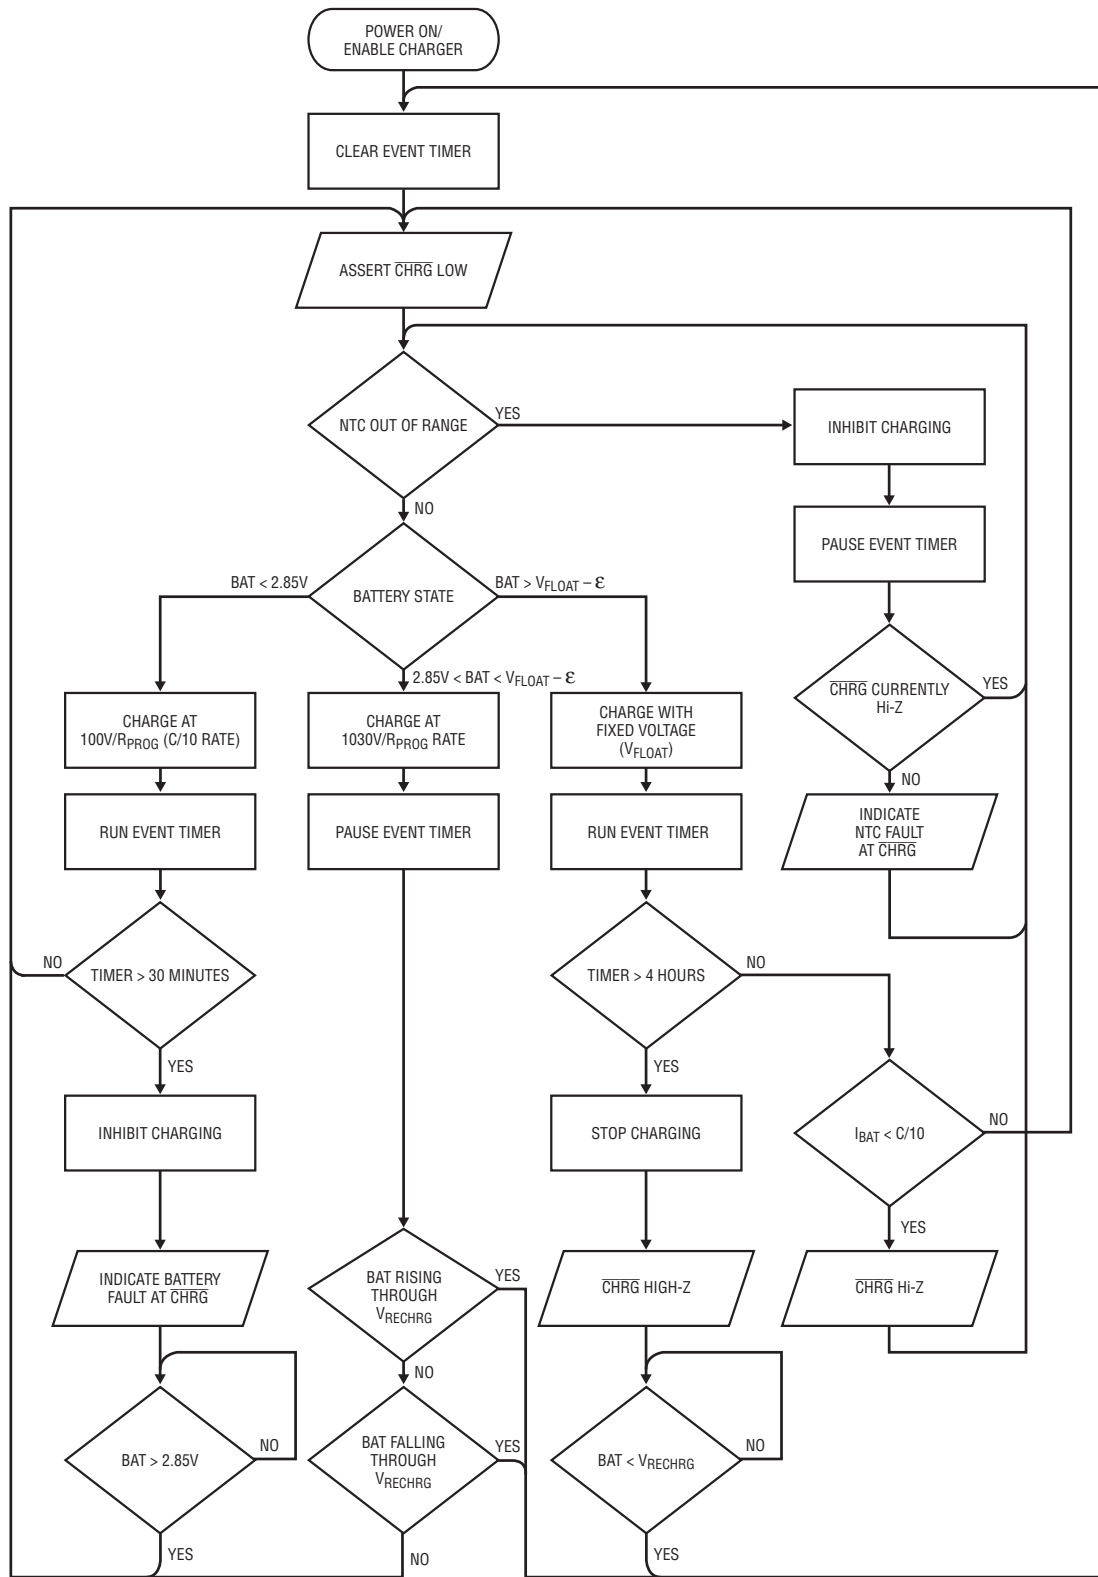 POWER ON/
ENABLE CHARGER
CLEAR EVENT TIMER
ASSERT CHRG LOW
NTC OUT OF RANGE
YES
NO
INHIBIT CHARGING
PAUSE EVENT TIMER
CHRG CURRENTLY
Hi-Z
YES
NO
INDICATE
NTC FAULT
AT CHRG
BATTERY STATE
BAT < 2.85V
BAT > VFLOAT – ε
2.85V < BAT < VFLOAT – ε
CHARGE AT
100V/RPROG (C/10 RATE)
RUN EVENT TIMER
TIMER > 30 MINUTES
NO
YES
INHIBIT CHARGING
INDICATE BATTERY
FAULT AT CHRG
BAT > 2.85V
NO
YES
CHARGE AT
1030V/RPROG RATE
PAUSE EVENT TIMER
BAT RISING
THROUGH
VRECHRG
YES
NO
BAT FALLING
THROUGH
VRECHRG
YES
NO
CHARGE WITH
FIXED VOLTAGE
(VFLOAT)
RUN EVENT TIMER
TIMER > 4 HOURS
NO
YES
STOP CHARGING
CHRG HIGH-Z
BAT < VRECHRG
NO
YES
IBAT < C/10
NO
YES
CHRG Hi-Z